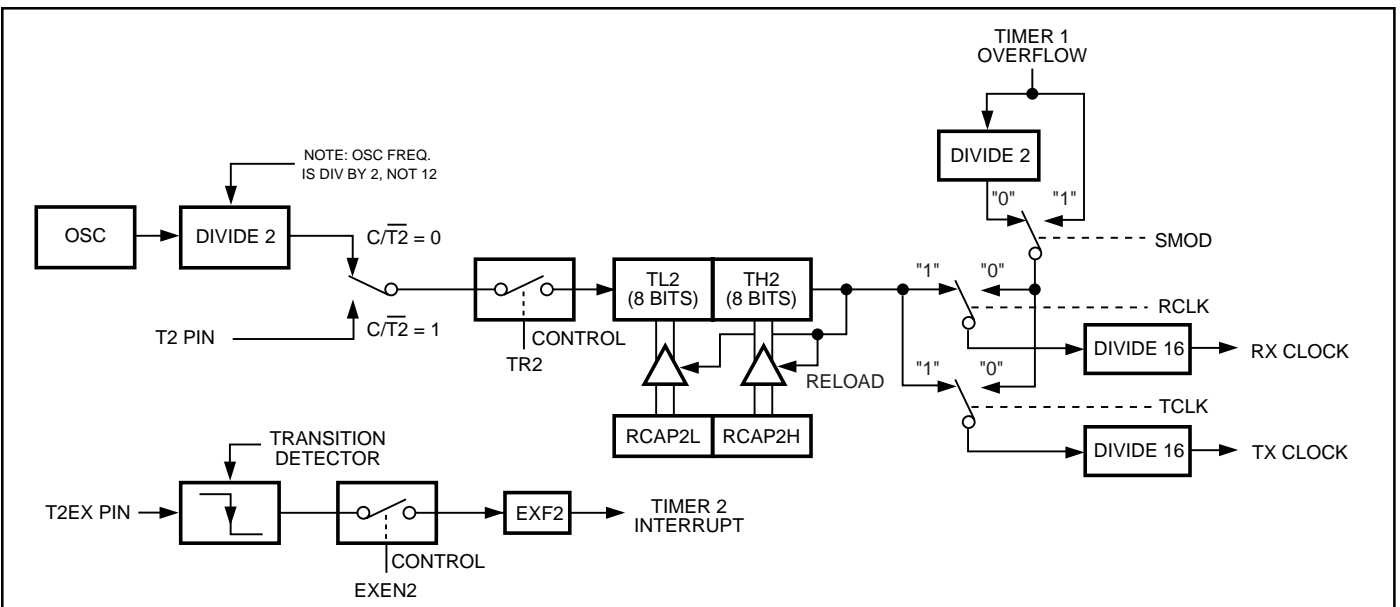 TIMER 1
OVERFLOW
DIVIDE 2
"0"
"1"
SMOD
NOTE: OSC FREQ.
IS DIV BY 2, NOT 12
OSC
DIVIDE 2
C/T̅2̅ = 0
T2 PIN
C/T̅2̅ = 1
CONTROL
TR2
TL2
(8 BITS)
TH2
(8 BITS)
RELOAD
RCAP2L
RCAP2H
"1"
"0"
RCLK
DIVIDE 16
RX CLOCK
"1"
"0"
TCLK
DIVIDE 16
TX CLOCK
TRANSITION
DETECTOR
T2EX PIN
CONTROL
EXEN2
EXF2
TIMER 2
INTERRUPT